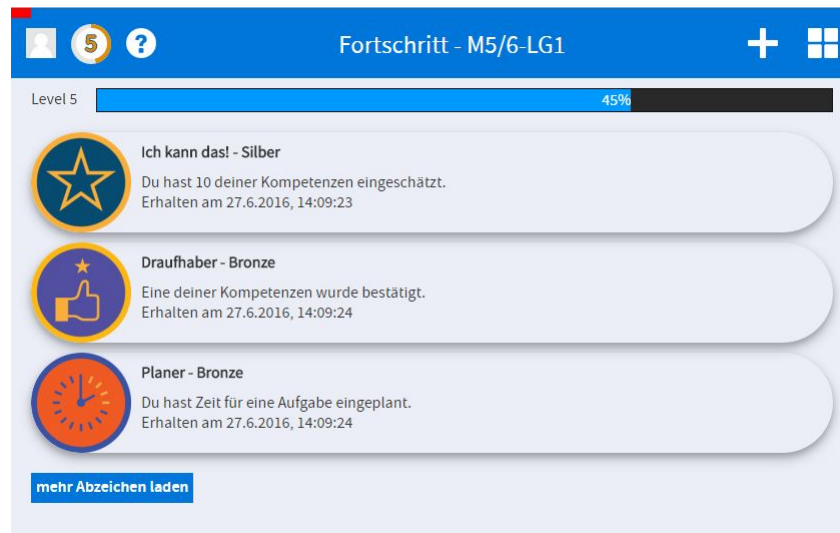 5
?
Fortschritt - M5/6-LG1
Level 5
45%
Ich kann das! - Silber
Du hast 10 deiner Kompetenzen eingeschätzt.
Erhalten am 27.6.2016, 14:09:23
Draufhaber - Bronze
Eine deiner Kompetenzen wurde bestätigt.
Erhalten am 27.6.2016, 14:09:24
Planer - Bronze
Du hast Zeit für eine Aufgabe eingeplant.
Erhalten am 27.6.2016, 14:09:24
mehr Abzeichen laden